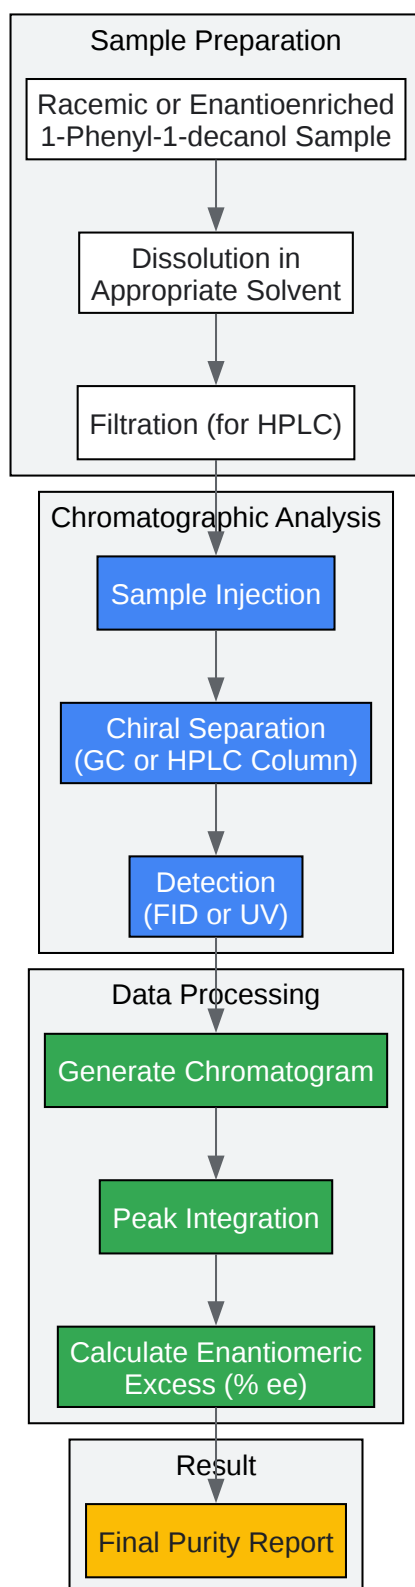 Sample Preparation
Racemic or Enantioenriched
1-Phenyl-1-decanol Sample
Dissolution in
Appropriate Solvent
Filtration (for HPLC)
Chromatographic Analysis
Sample Injection
Chiral Separation
(GC or HPLC Column)
Detection
(FID or UV)
Data Processing
Generate Chromatogram
Peak Integration
Calculate Enantiomeric
Excess (% ee)
Result
Final Purity Report